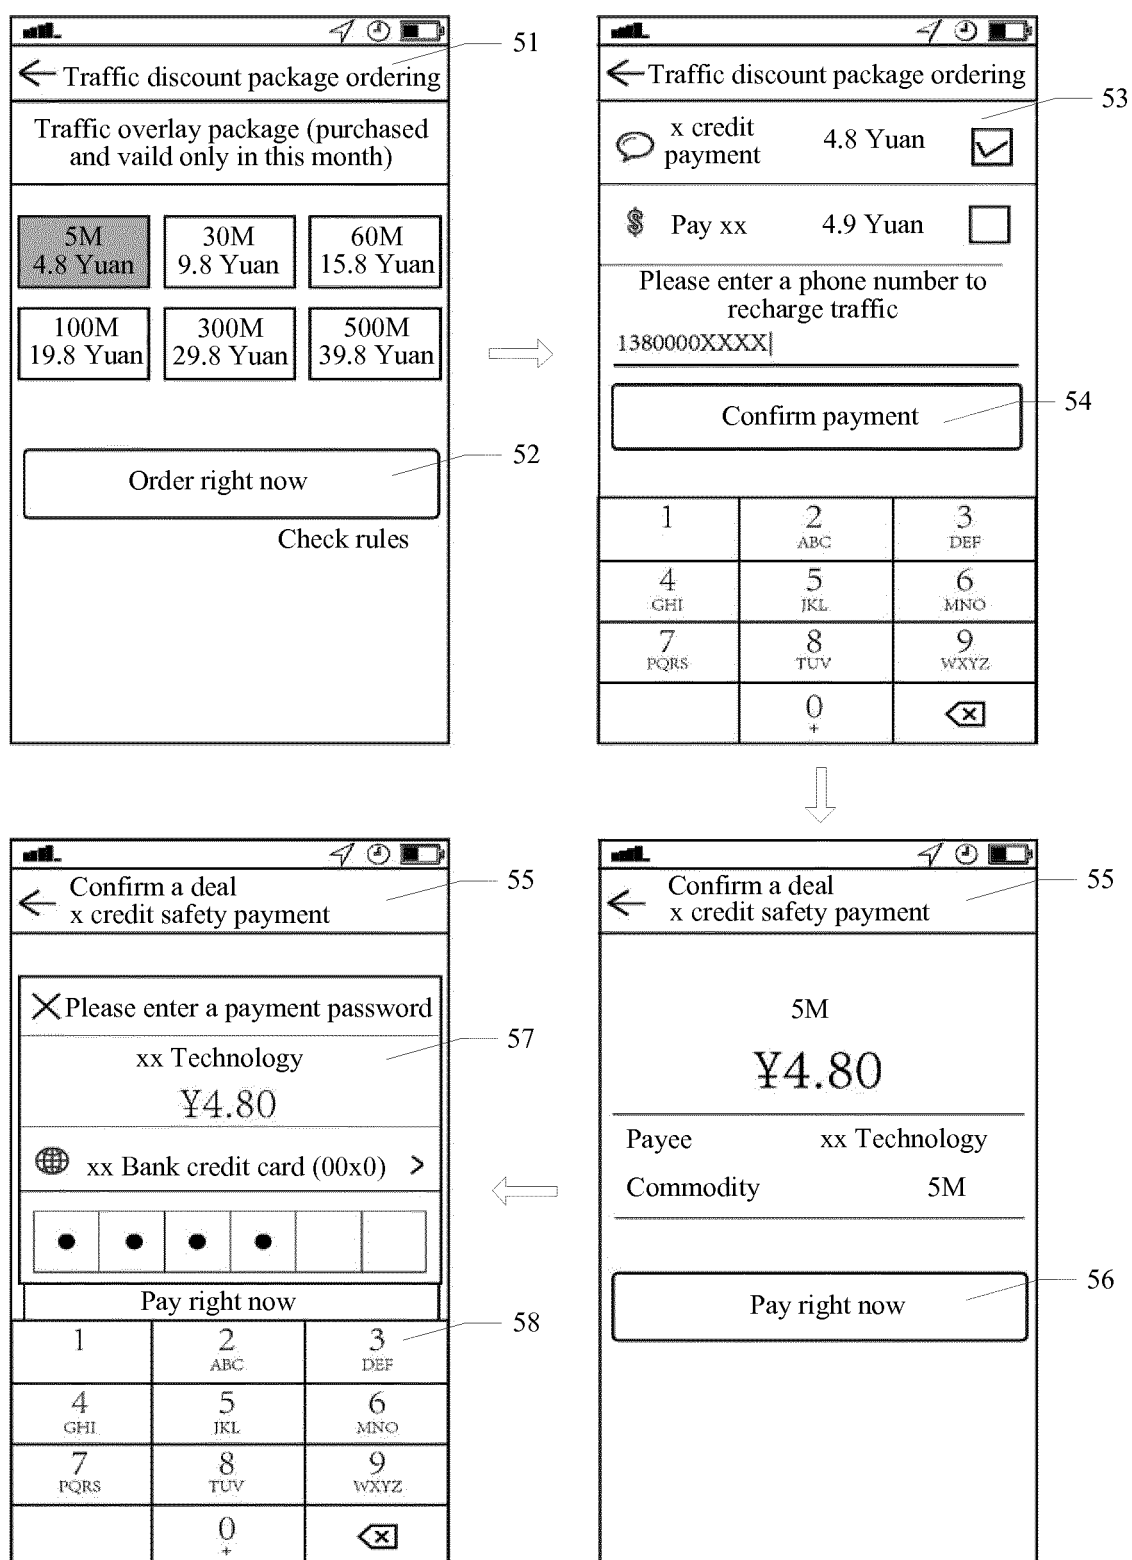 51
Traffic discount package ordering
Traffic overlay package (purchased
and vaild only in this month)
5M
4.8 Yuan
30M
9.8 Yuan
60M
15.8 Yuan
100M
19.8 Yuan
300M
29.8 Yuan
500M
39.8 Yuan
52
Order right now
Check rules
Traffic discount package ordering
53
x credit
payment
4.8 Yuan
$
Pay xx
4.9 Yuan
Please enter a phone number to
recharge traffic
1380000XXXX
54
Confirm payment
1
2
ABC
3
DEF
4
GHI
5
JKL
6
MNO
7
PQRS
8
TUV
9
WXYZ
0
+
55
Confirm a deal
x credit safety payment
5M
¥4.80
Payee xx Technology
Commodity 5M
56
Pay right now
55
Confirm a deal
x credit safety payment
Please enter a payment password
57
xx Technology
¥4.80
xx Bank credit card (00x0) >
Pay right now
58
1
2
ABC
3
DEF
4
GHI
5
JKL
6
MNO
7
PQRS
8
TUV
9
WXYZ
0
+